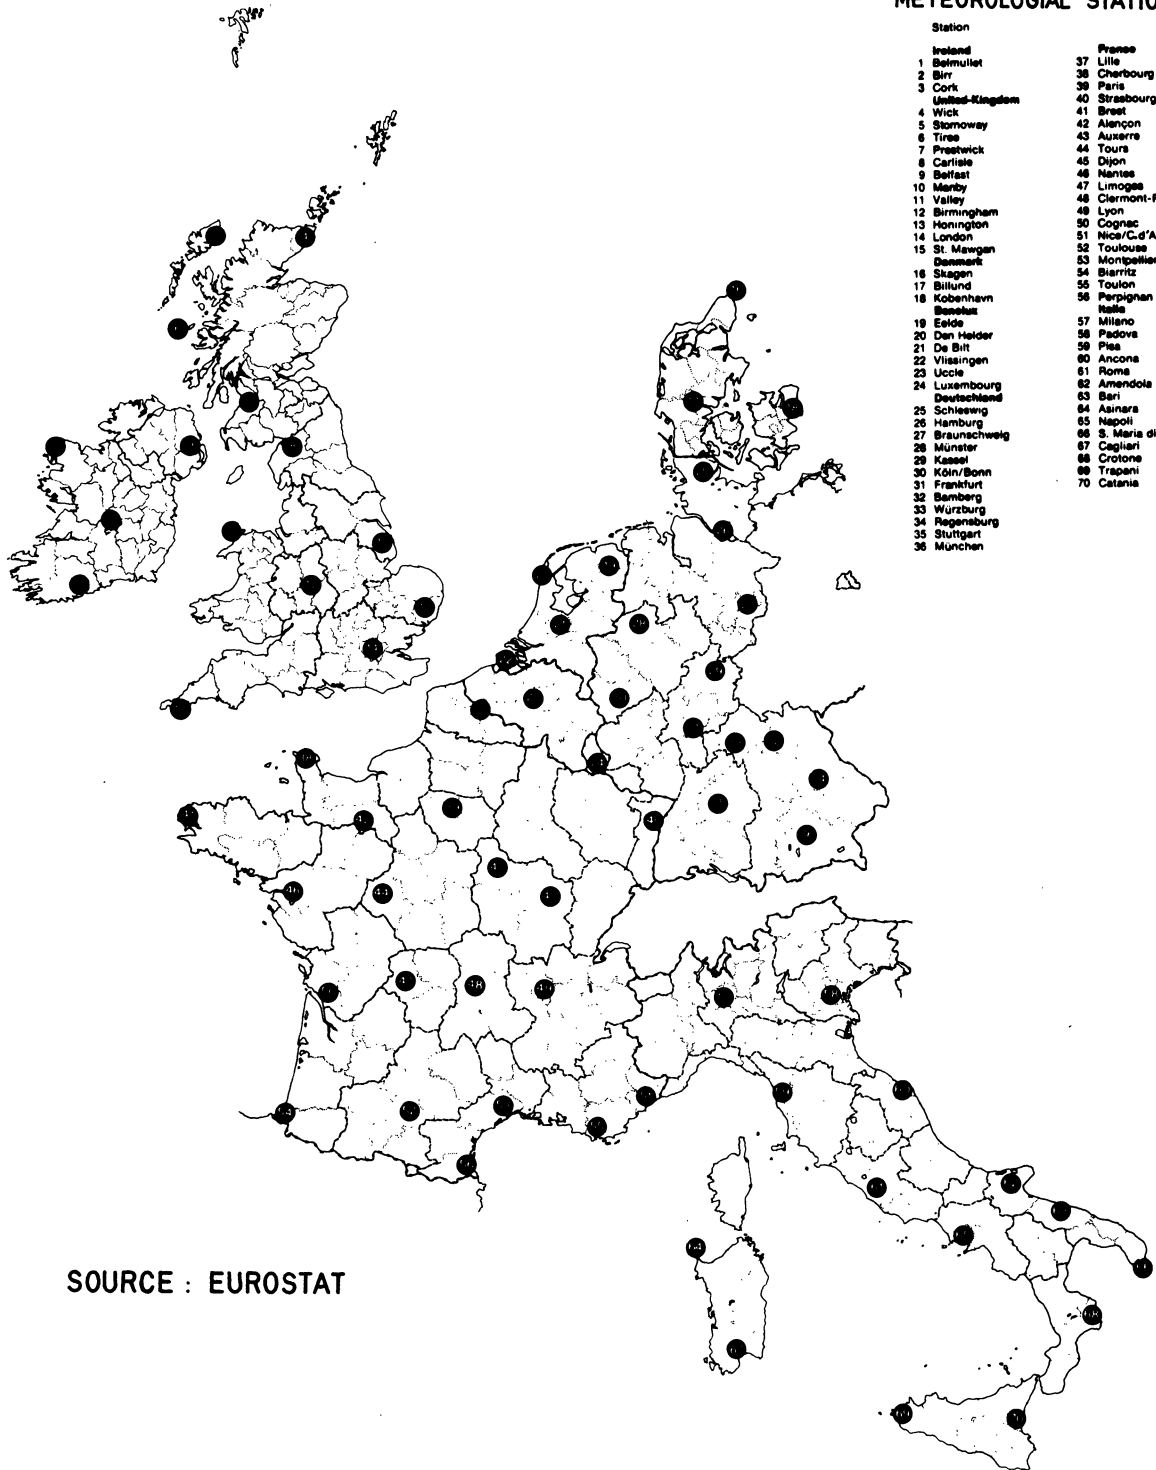 METEOROLOGIAL STATIO
Station
Ireland
1 Belmullet
2 Birr
3 Cork
United-Kingdom
4 Wick
5 Stornoway
6 Tiree
7 Prestwick
8 Carlisle
9 Belfast
10 Manby
11 Valley
12 Birmingham
13 Honington
14 London
15 St. Mawgan
Danmark
16 Skagen
17 Billund
18 Kobenhavn
Benelux
19 Eelde
20 Den Helder
21 De Bilt
22 Vlissingen
23 Uccle
24 Luxembourg
Deutschland
25 Schleswig
26 Hamburg
27 Braunschweig
28 Münster
29 Kassel
30 Köln/Bonn
31 Frankfurt
32 Bamberg
33 Würzburg
34 Regensburg
35 Stuttgart
36 München
France
37 Lille
38 Cherbourg
39 Paris
40 Strasbourg
41 Brest
42 Alençon
43 Auxerre
44 Tours
45 Dijon
46 Nantes
47 Limoges
48 Clermont-F
49 Lyon
50 Cognac
51 Nice/C.d'A
52 Toulouse
53 Montpellier
54 Biarritz
55 Toulon
56 Perpignan
Italia
57 Milano
58 Padova
59 Pisa
60 Ancona
61 Roma
62 Amendola
63 Bari
64 Asinara
65 Napoli
66 S. Maria di
67 Cagliari
68 Crotone
69 Trapani
70 Catania
44
48
SOURCE : EUROSTAT